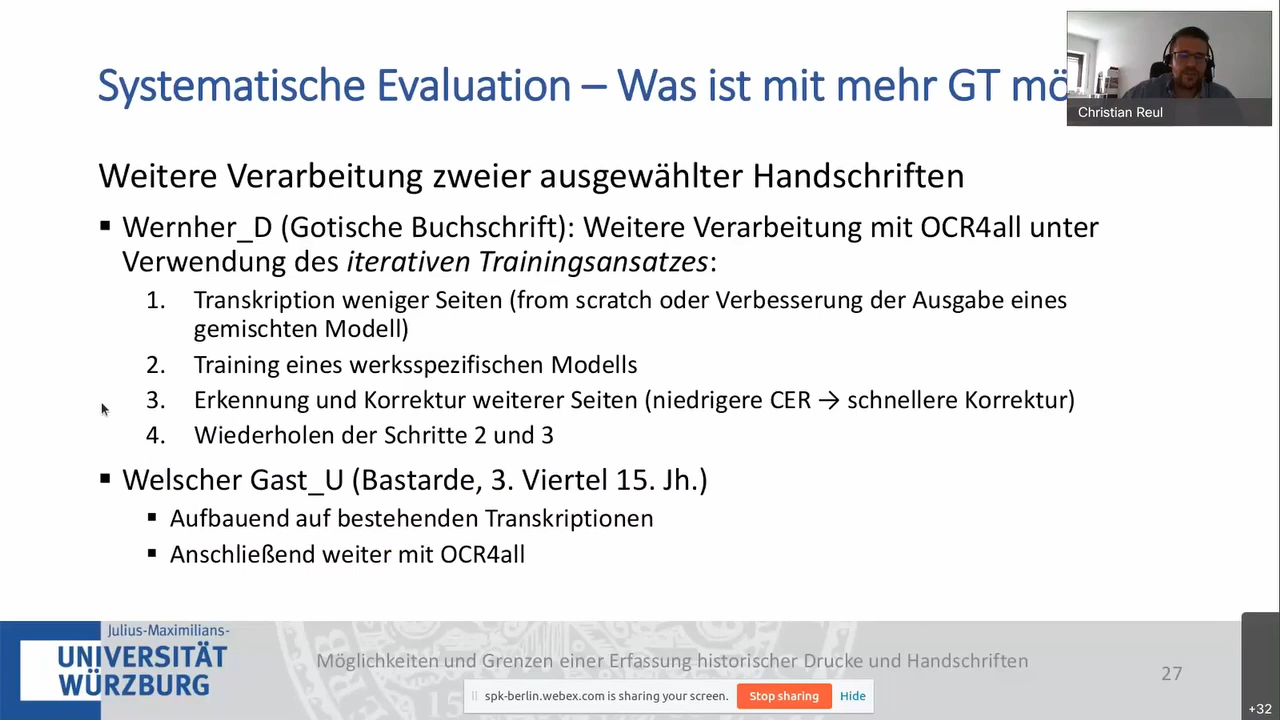 Systematische Evaluation – Was ist mit mehr GT mö
Christian Reul
Weitere Verarbeitung zweier ausgewählter Handschriften
▪ Wernher_D (Gotische Buchschrift): Weitere Verarbeitung mit OCR4all unter
Verwendung des iterativen Trainingsansatzes:
1. Transkription weniger Seiten (from scratch oder Verbesserung der Ausgabe eines
gemischten Modell)
2. Training eines werksspezifischen Modells
3. Erkennung und Korrektur weiterer Seiten (niedrigere CER → schnellere Korrektur)
4. Wiederholen der Schritte 2 und 3
▪ Welscher Gast_U (Bastarde, 3. Viertel 15. Jh.)
▪ Aufbauend auf bestehenden Transkriptionen
▪ Anschließend weiter mit OCR4all
Julius-Maximilians-
UNIVERSITÄT
WÜRZBURG
Möglichkeiten und Grenzen einer Erfassung historischer Drucke und Handschriften
27
spk-berlin.webex.com is sharing your screen. Stop sharing Hide
+32